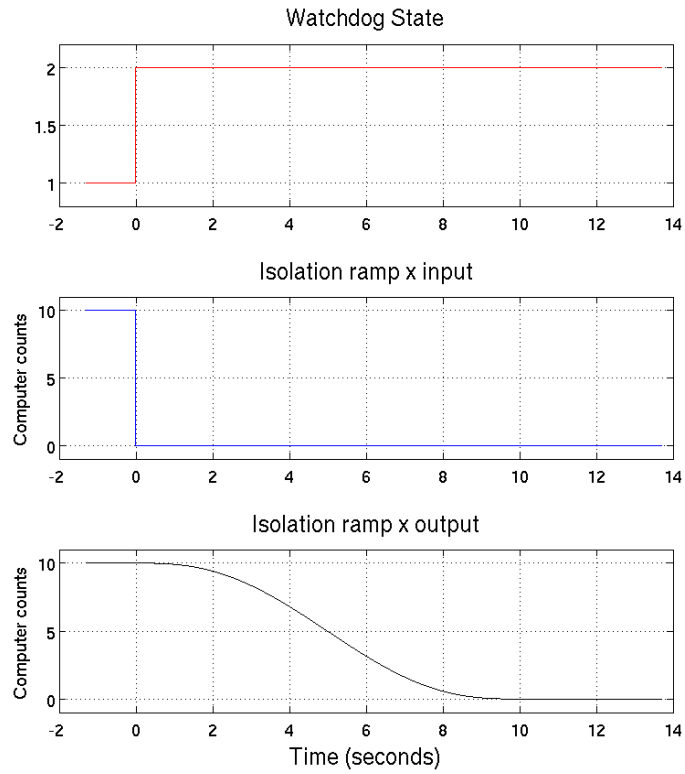 Watchdog State
2
1.5
1
-2 0 2 4 6 8 10 12 14
Isolation ramp x input
Computer counts
10
5
0
-2 0 2 4 6 8 10 12 14
Isolation ramp x output
Computer counts
10
5
0
-2 0 2 4 6 8 10 12 14
Time (seconds)